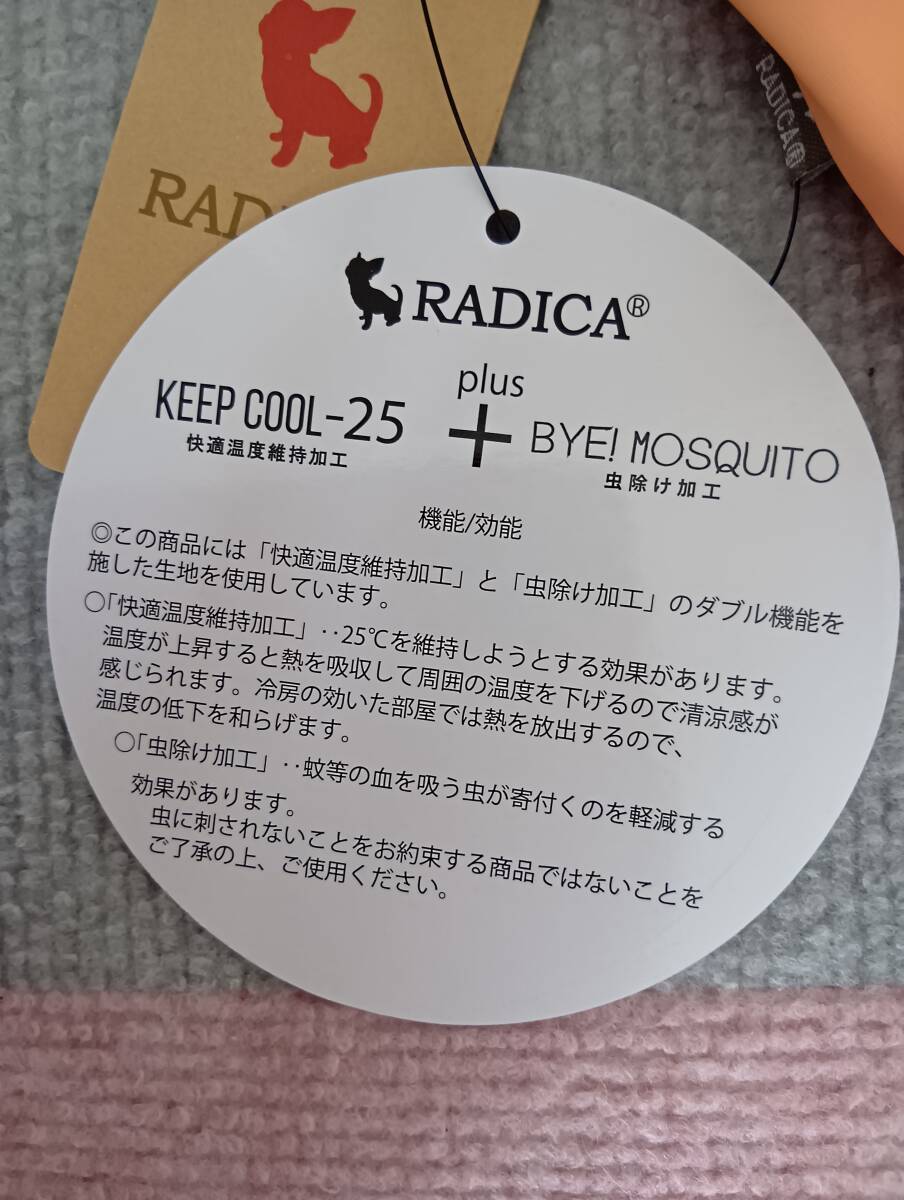 RADICA®
RAD
RADICA®
plus
KEEP COOL-25 + BYE! MOSQUITO
快適温度維持加工
虫除け加工
機能/効能
◎この商品には「快適温度維持加工」と「虫除け加工」のダブル機能を
施した生地を使用しています。
○「快適温度維持加工」‥25℃を維持しようとする効果があります。
温度が上昇すると熱を吸収して周囲の温度を下げるので清涼感が
感じられます。冷房の効いた部屋では熱を放出するので、
温度の低下を和らげます。
○「虫除け加工」‥蚊等の血を吸う虫が寄付くのを軽減する
効果があります。
虫に刺されないことをお約束する商品ではないことを
ご了承の上、ご使用ください。